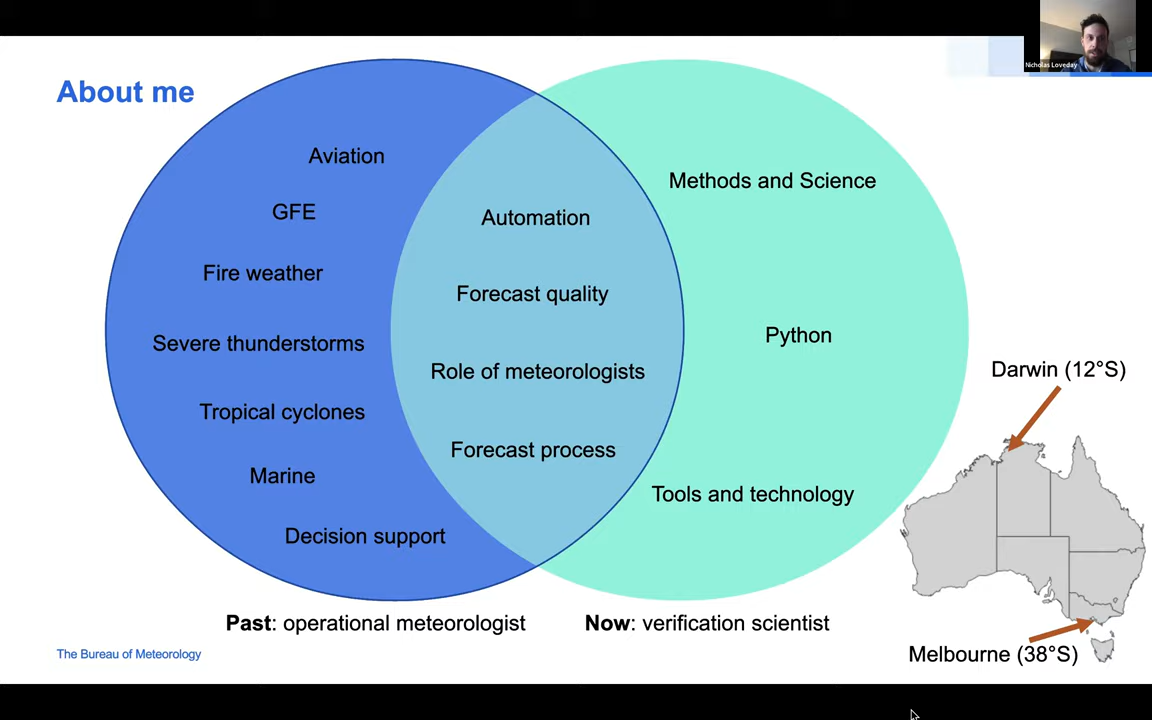 Nicholas Loveday
About me
Aviation
GFE
Fire weather
Severe thunderstorms
Tropical cyclones
Marine
Decision support
Automation
Forecast quality
Role of meteorologists
Forecast process
Methods and Science
Python
Tools and technology
Past: operational meteorologist
Now: verification scientist
Darwin (12°S)
Melbourne (38°S)
The Bureau of Meteorology